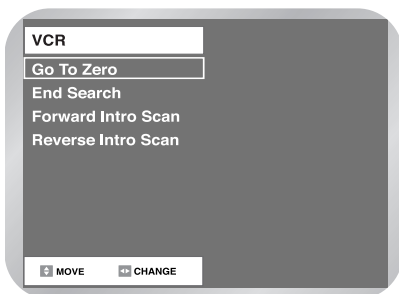 VCR
Go To Zero
End Search
Forward Intro Scan
Reverse Intro Scan
MOVE CHANGE